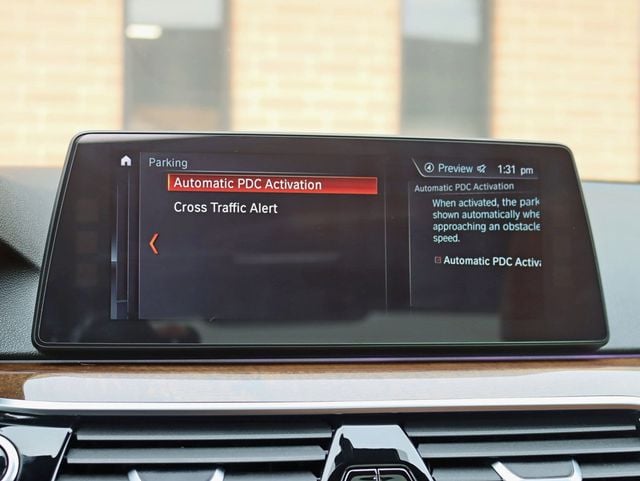 Parking
Automatic PDC Activation
Cross Traffic Alert
Preview 1:31 pm
Automatic PDC Activation
When activated, the park
shown automatically whe
approaching an obstacle
speed.
Automatic PDC Activa